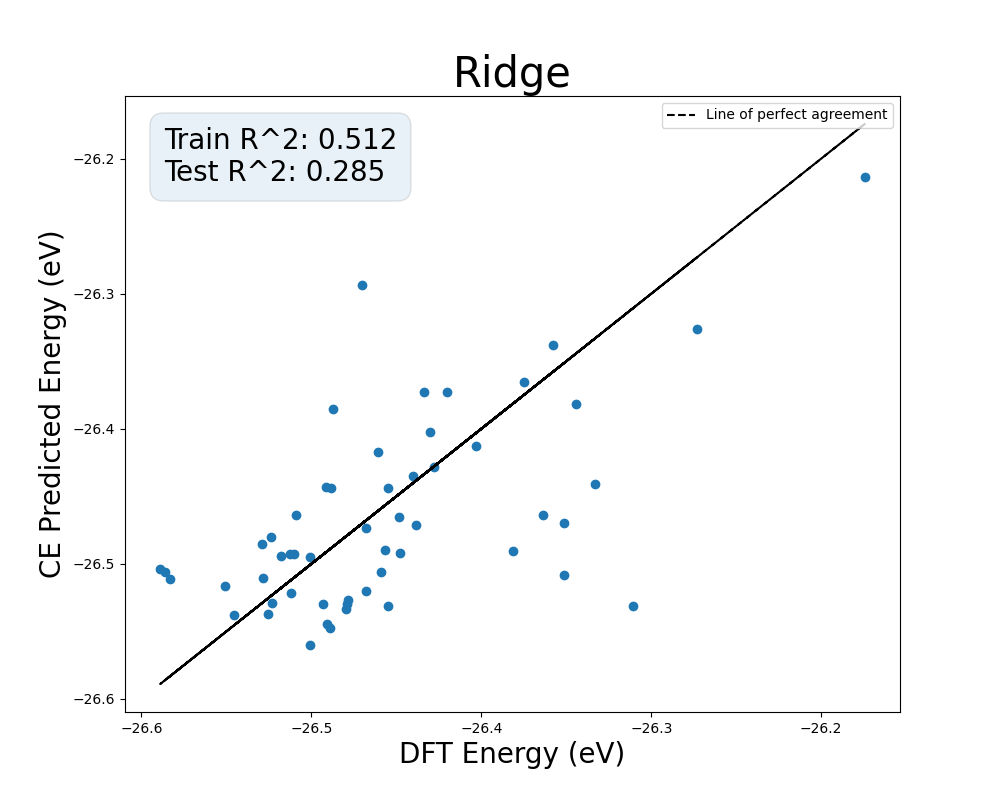 Ridge
Train R^2: 0.512
Test R^2: 0.285
Line of perfect agreement
CE Predicted Energy (eV)
−26.2
−26.3
−26.4
−26.5
−26.6
−26.6
−26.5
−26.4
−26.3
−26.2
DFT Energy (eV)